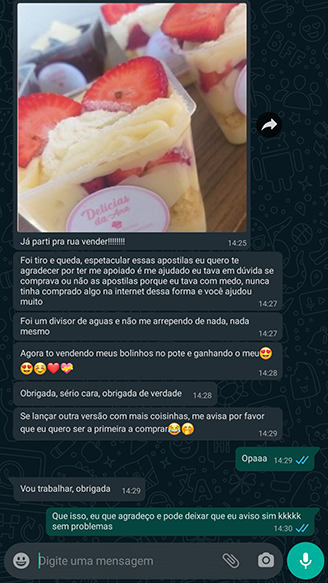 Delícias
da Ana
Já parti pra rua vender!!!!!!!!
14:25
Foi tiro e queda, espetacular essas apostilas eu quero te
agradecer por ter me apoiado é me ajudado eu tava em dúvida se
comprava ou não as apostilas porque eu tava com medo, nunca
tinha comprado algo na internet dessa forma e você ajudou
muito
14:27
Foi um divisor de aguas e não me arrependo de nada, nada
mesmo
14:27
Agora to vendendo meus bolinhos no pote e ganhando o meu😍
😍☺️❤️💝
14:28
Obrigada, sério cara, obrigada de verdade 14:28
Se lançar outra versão com mais coisinhas, me avisa por favor
que eu quero ser a primeira a comprar😂🤭
14:29
Opaaa 14:29
Vou trabalhar, obrigada 14:29
Que isso, eu que agradeço e pode deixar que eu aviso sim kkkkk
sem problemas
14:30
Digite uma mensagem